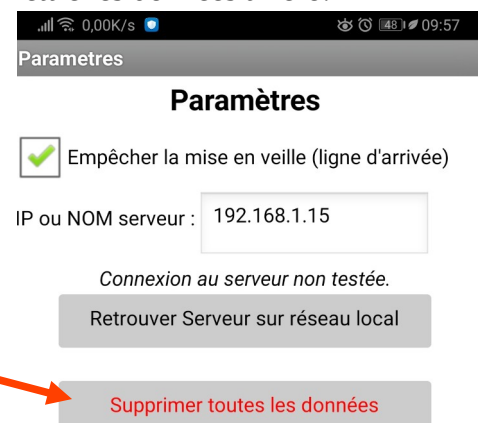 0,00K/s 48 09:57
Parametres
Paramètres
Empêcher la mise en veille (ligne d'arrivée)
IP ou NOM serveur : 192.168.1.15
Connexion au serveur non testée.
Retrouver Serveur sur réseau local
Supprimer toutes les données